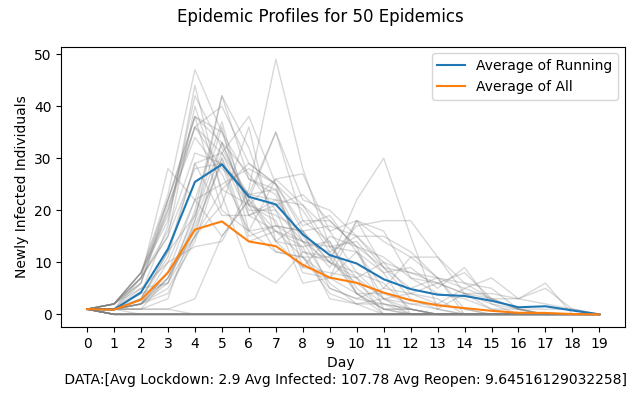 Epidemic Profiles for 50 Epidemics
50
40
30
20
10
0
Newly Infected Individuals
Average of Running
Average of All
0 1 2 3 4 5 6 7 8 9 10 11 12 13 14 15 16 17 18 19
Day
DATA:[Avg Lockdown: 2.9 Avg Infected: 107.78 Avg Reopen: 9.64516129032258]